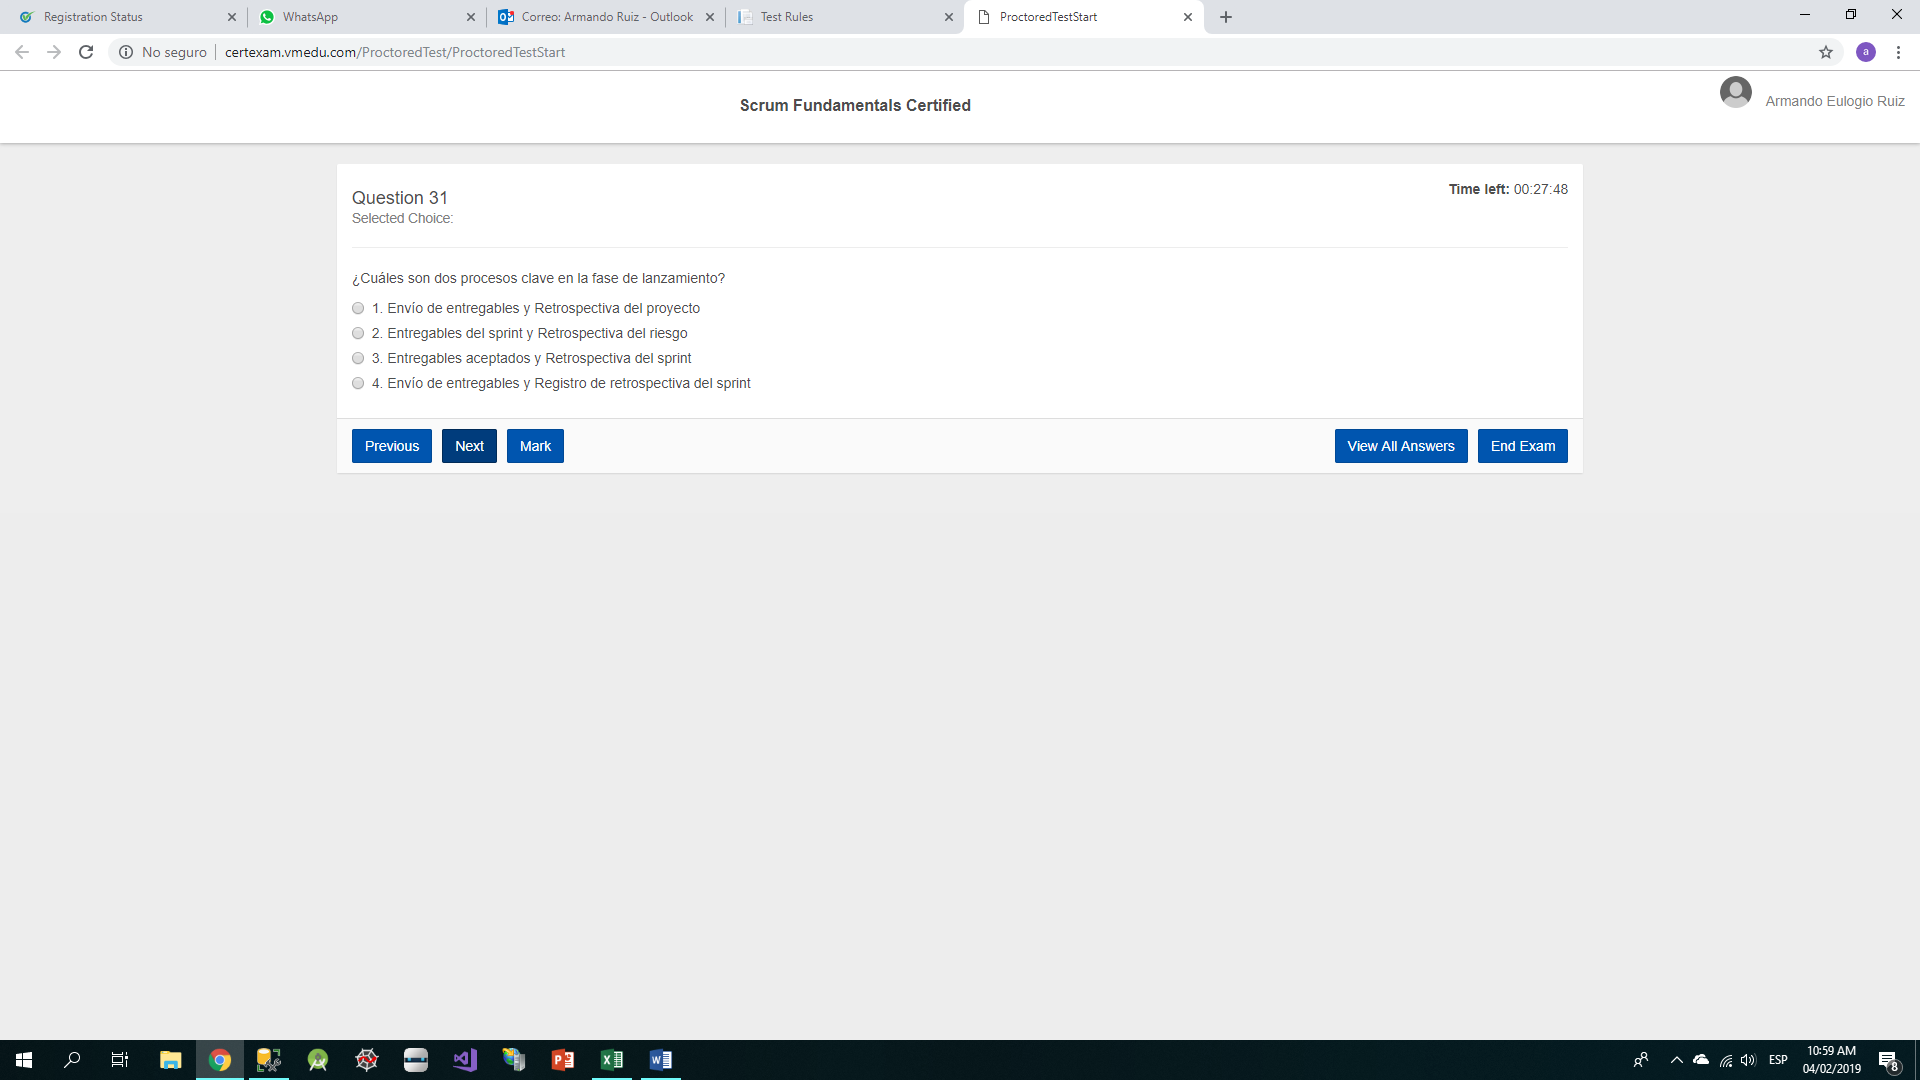 Registration Status
WhatsApp
Correo: Armando Ruiz - Outlook
Test Rules
ProctoredTestStart
No seguro
certexam.vmedu.com/ProctoredTest/ProctoredTestStart
a
Scrum Fundamentals Certified
Armando Eulogio Ruiz
Question 31
Time left: 00:27:48
Selected Choice:
¿Cuáles son dos procesos clave en la fase de lanzamiento?
1. Envío de entregables y Retrospectiva del proyecto
2. Entregables del sprint y Retrospectiva del riesgo
3. Entregables aceptados y Retrospectiva del sprint
4. Envío de entregables y Registro de retrospectiva del sprint
Previous
Next
Mark
View All Answers
End Exam
ESP
10:59 AM
04/02/2019
8